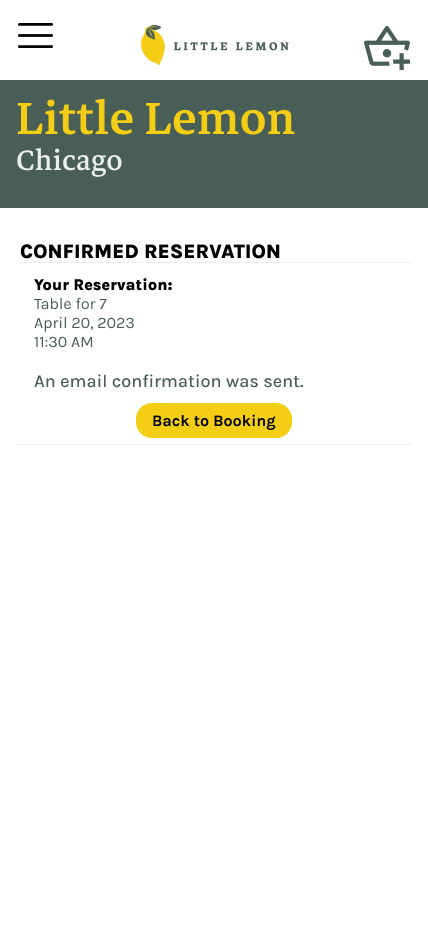 LITTLE LEMON
Little Lemon
Chicago
CONFIRMED RESERVATION
Your Reservation:
Table for 7
April 20, 2023
11:30 AM
An email confirmation was sent.
Back to Booking